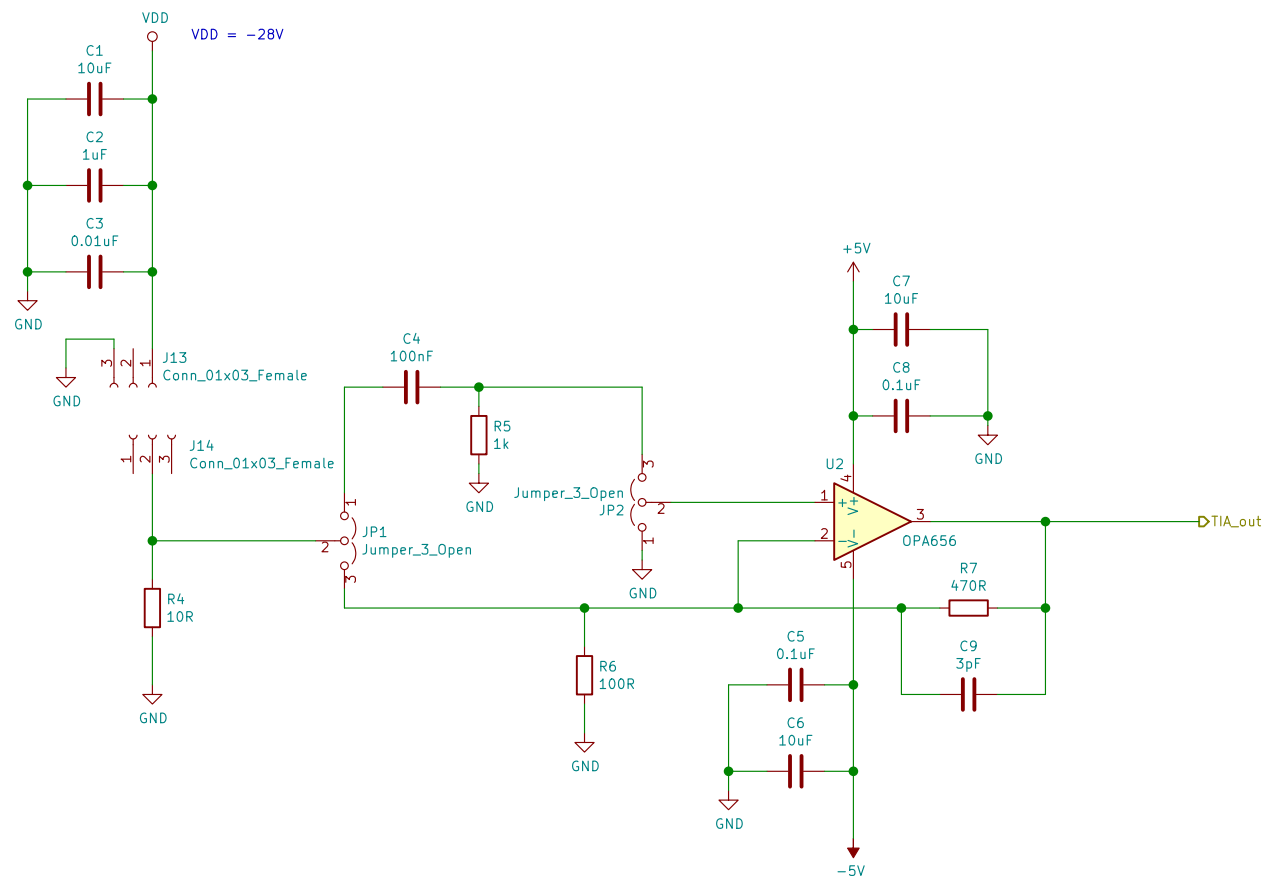 VDD
VDD = -28V
C1
10uF
C2
1uF
C3
0.01uF
GND
3
2
1
J13
Conn_01x03_Female
GND
1
2
3
J14
Conn_01x03_Female
R4
10R
GND
C4
100nF
R5
1k
GND
1
2
JP1
Jumper_3_Open
3
3
Jumper_3_Open
JP2
2
1
GND
R6
100R
GND
+5V
C7
10uF
C8
0.1uF
GND
U2
4
1
+
V+
2
-
V-
5
3
OPA656
TIA_out
R7
470R
C9
3pF
C5
0.1uF
C6
10uF
GND
-5V